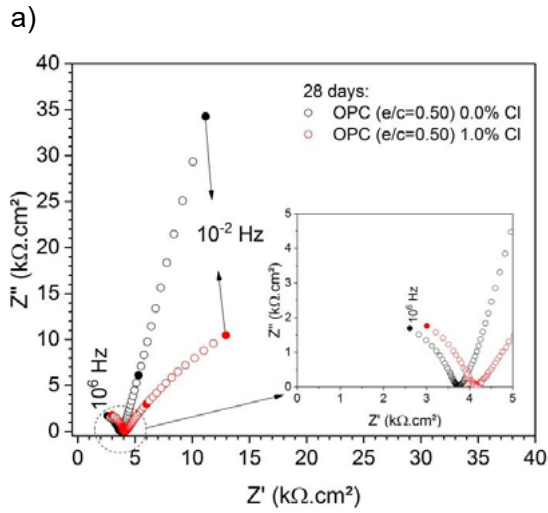 a)
40
35
30
25
20
15
10
5
0
Z'' (kΩ.cm²)
28 days:
OPC (e/c=0.50) 0.0% Cl
OPC (e/c=0.50) 1.0% Cl
10⁻² Hz
10⁶ Hz
5
4
3
2
1
0
Z'' (kΩ.cm²)
10⁶ Hz
0 1 2 3 4 5
Z' (kΩ.cm²)
0 5 10 15 20 25 30 35 40
Z' (kΩ.cm²)